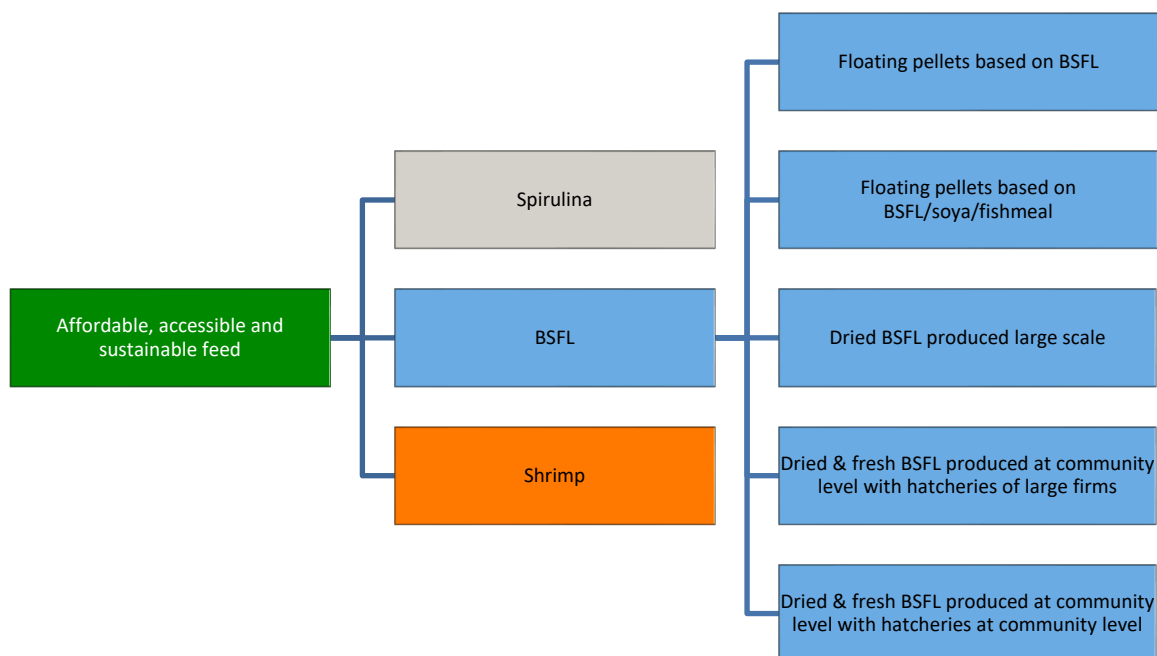 Affordable, accessible and
sustainable feed
Spirulina
BSFL
Shrimp
Floating pellets based on BSFL
Floating pellets based on
BSFL/soya/fishmeal
Dried BSFL produced large scale
Dried & fresh BSFL produced at community
level with hatcheries of large firms
Dried & fresh BSFL produced at community
level with hatcheries at community level